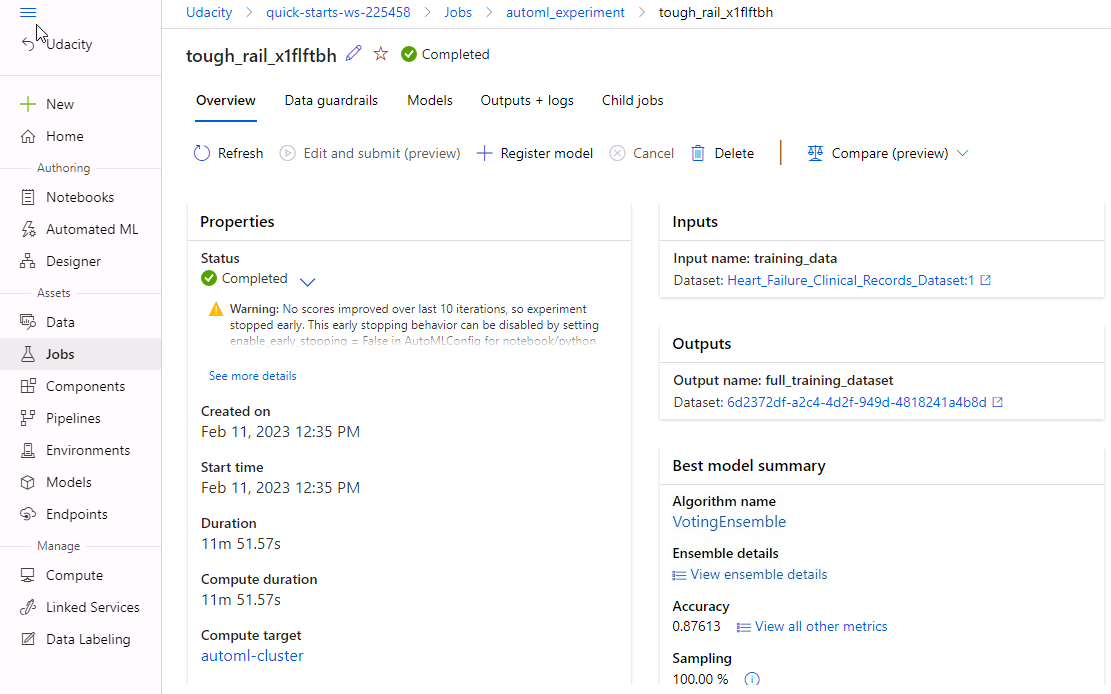 Udacity > quick-starts-ws-225458 > Jobs > automl_experiment > tough_rail_x1flftbh
Udacity
New
Home
Authoring
Notebooks
Automated ML
Designer
Assets
Data
Jobs
Components
Pipelines
Environments
Models
Endpoints
Manage
Compute
Linked Services
Data Labeling
tough_rail_x1flftbh Completed
Overview Data guardrails Models Outputs + logs Child jobs
Refresh Edit and submit (preview) Register model Cancel Delete Compare (preview)
Properties
Status
Completed
Warning: No scores improved over last 10 iterations, so experiment
stopped early. This early stopping behavior can be disabled by setting
enable_early_stopping = False in AutoMLConfig for notebook/python
See more details
Created on
Feb 11, 2023 12:35 PM
Start time
Feb 11, 2023 12:35 PM
Duration
11m 51.57s
Compute duration
11m 51.57s
Compute target
automl-cluster
Inputs
Input name: training_data
Dataset: Heart_Failure_Clinical_Records_Dataset:1
Outputs
Output name: full_training_dataset
Dataset: 6d2372df-a2c4-4d2f-949d-4818241a4b8d
Best model summary
Algorithm name
VotingEnsemble
Ensemble details
View ensemble details
Accuracy
0.87613 View all other metrics
Sampling
100.00 %